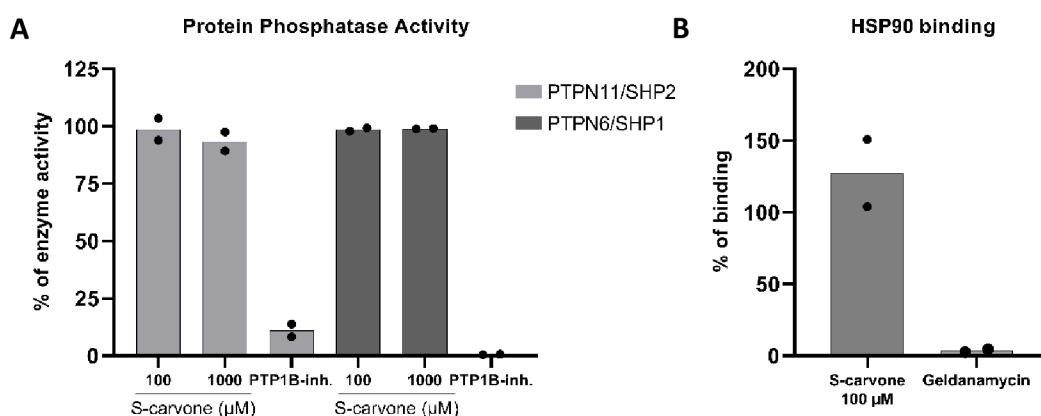 A
Protein Phosphatase Activity
% of enzyme activity
125
100
75
50
25
0
100
1000
PTP1B-inh.
100
1000
PTP1B-inh.
S-carvone (µM)
S-carvone (µM)
PTPN11/SHP2
PTPN6/SHP1
B
HSP90 binding
% of binding
200
150
100
50
0
S-carvone
100 µM
Geldanamycin